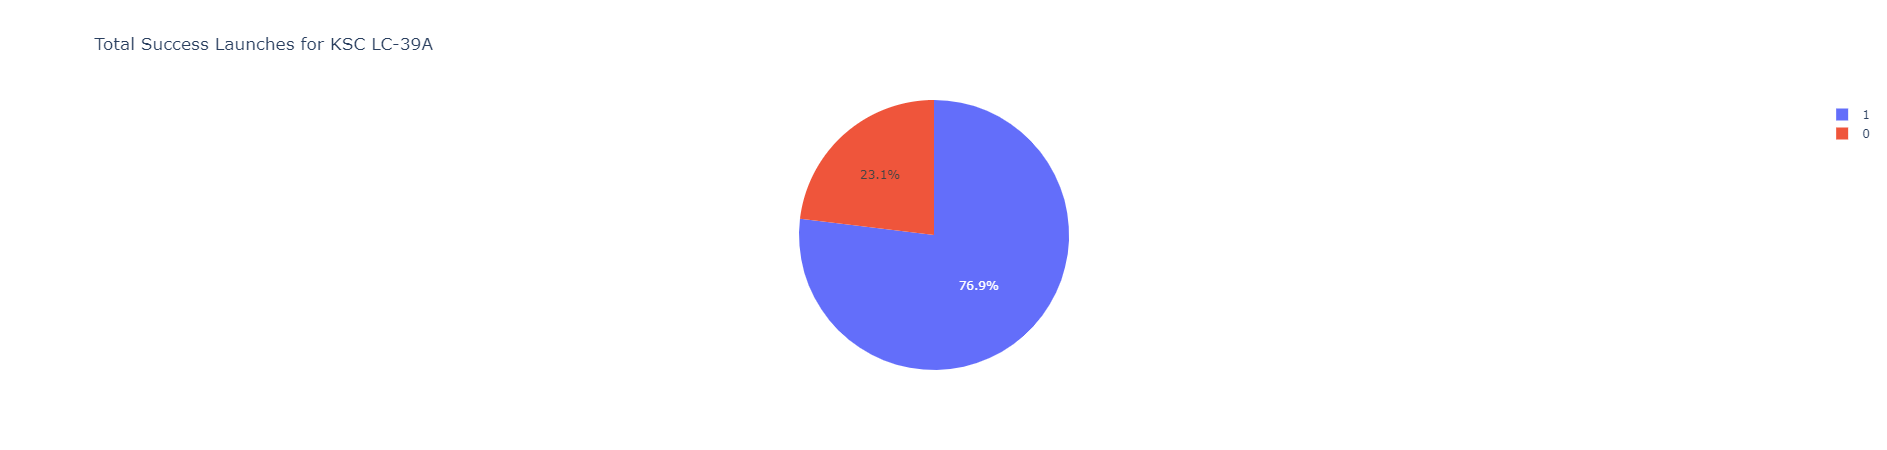 Total Success Launches for KSC LC-39A
1
0
23.1%
76.9%